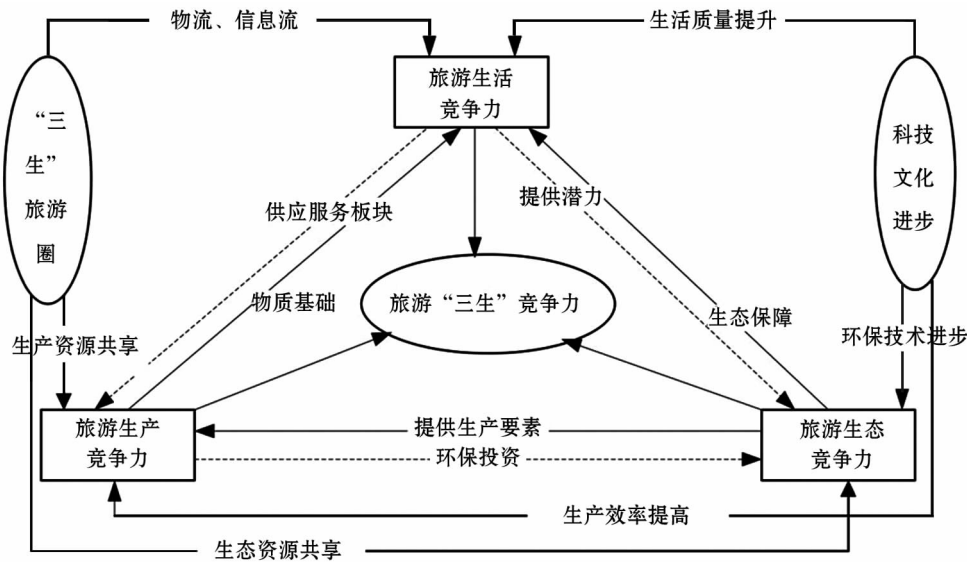 物流、信息流
生活质量提升
旅游生活
竞争力
“三
生”
旅游
圈
科技
文化
进步
提供潜力
供应服务板块
物质基础
旅游“三生”竞争力
生态保障
生产资源共享
环保技术进步
旅游生产
竞争力
提供生产要素
环保投资
旅游生态
竞争力
生产效率提高
生态资源共享